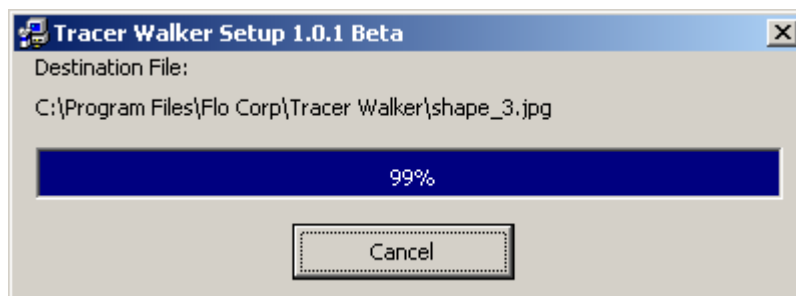 Tracer Walker Setup 1.0.1 Beta
Destination File:
C:\Program Files\Flo Corp\Tracer Walker\shape_3.jpg
99%
Cancel